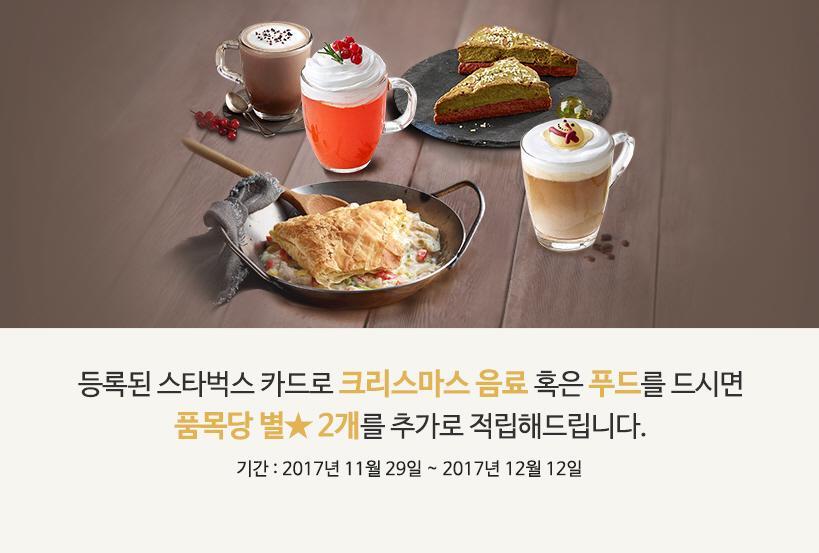 등록된 스타벅스 카드로 크리스마스 음료 혹은 푸드를 드시면
품목당 별★ 2개를 추가로 적립해드립니다.
기간 : 2017년 11월 29일 ~ 2017년 12월 12일